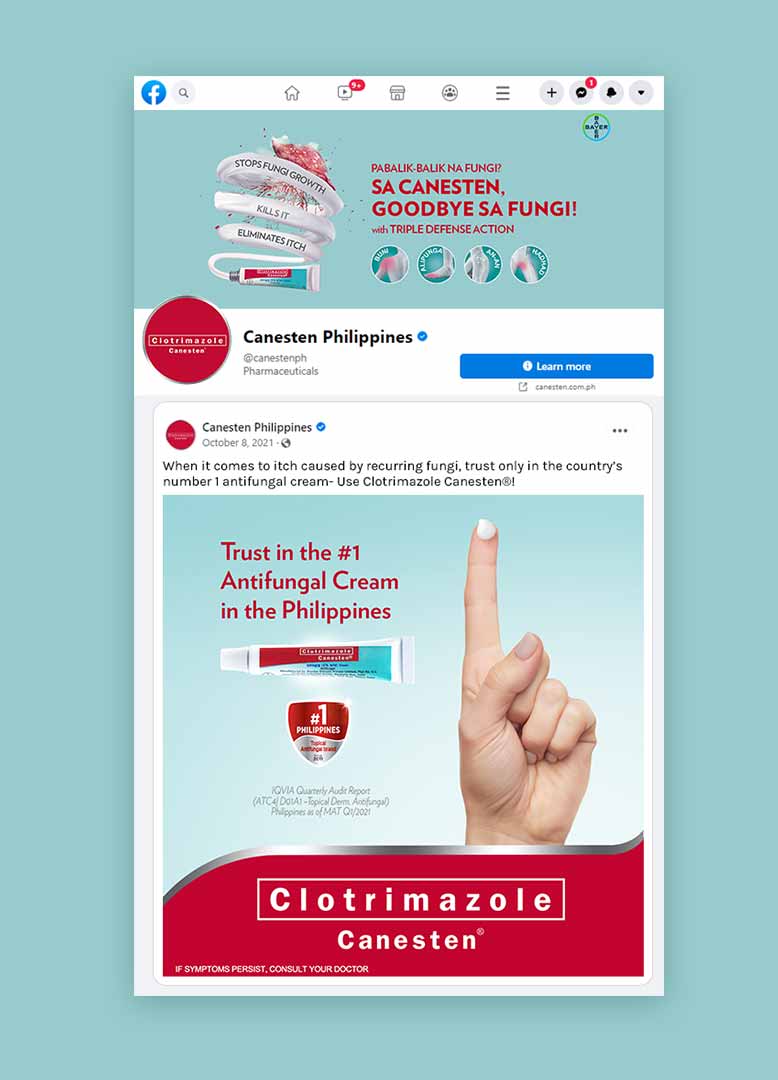 9+
1
BAYER
BAYER
STOPS FUNGI GROWTH
KILLS IT
ELIMINATES ITCH
Clotrimazole
Canesten
PABALIK-BALIK NA FUNGI?
SA CANESTEN,
GOODBYE SA FUNGI!
with TRIPLE DEFENSE ACTION
BUNI
ALIPUNGA
AN-AN
HADHAD
Clotrimazole
Canesten®
Canesten Philippines
@canestenph
Pharmaceuticals
Learn more
canesten.com.ph
Canesten Philippines
October 8, 2021 ·
When it comes to itch caused by recurring fungi, trust only in the country's
number 1 antifungal cream- Use Clotrimazole Canesten®!
Trust in the #1
Antifungal Cream
in the Philippines
Clotrimazole
Canesten®
#1
PHILIPPINES
Topical
Antifungal brand
IQVIA Quarterly Audit Report
(ATC4| D01A1 –Topical Derm. Antifungal)
Philippines as of MAT Q1/2021
Clotrimazole
Canesten®
IF SYMPTOMS PERSIST, CONSULT YOUR DOCTOR